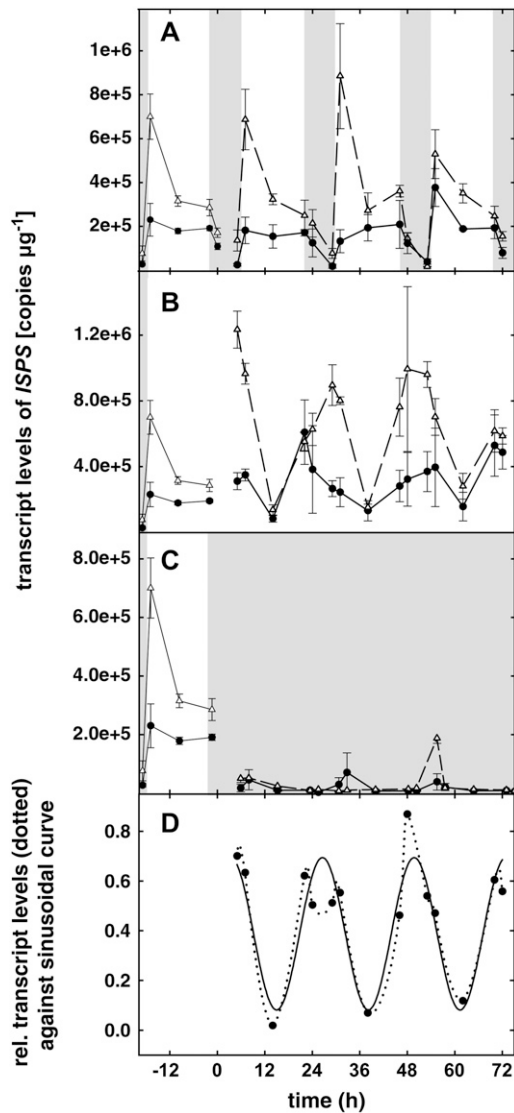 A
1e+6
8e+5
6e+5
4e+5
2e+5
transcript levels of ISPS [copies µg⁻¹]
B
1.2e+6
8.0e+5
4.0e+5
C
8.0e+5
6.0e+5
4.0e+5
2.0e+5
rel. transcript levels (dotted)
against sinusoidal curve
D
0.8
0.6
0.4
0.2
0.0
-12 0 12 24 36 48 60 72
time (h)